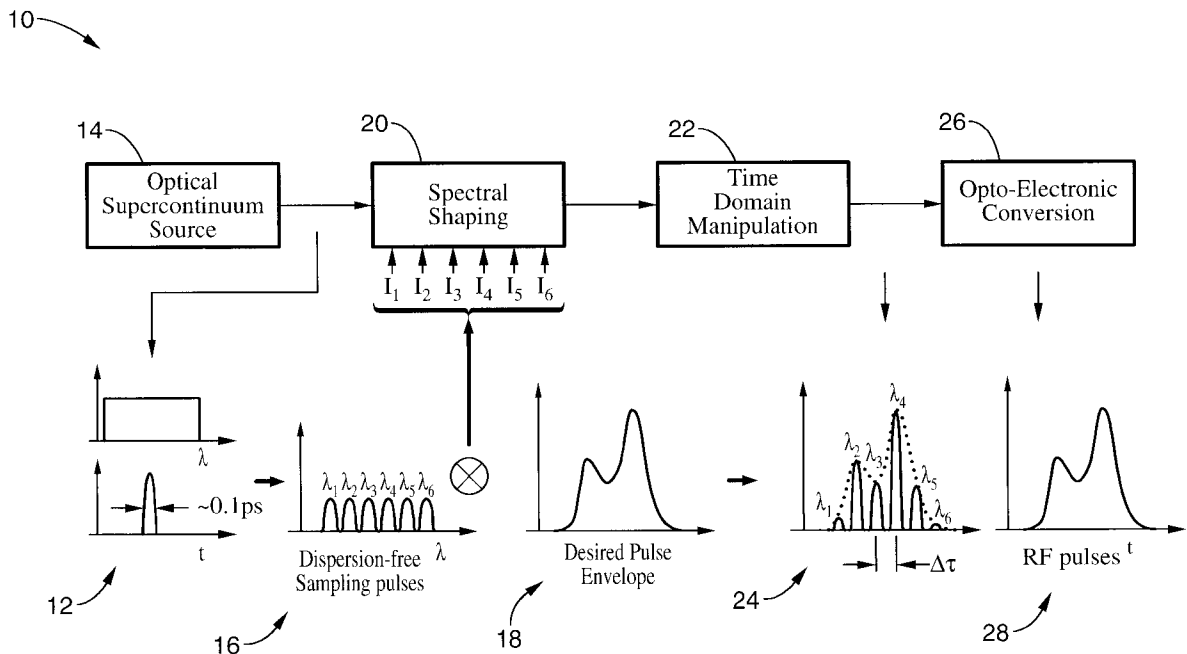 10
14
20
22
26
Optical
Supercontinuum
Source
Spectral
Shaping
Time
Domain
Manipulation
Opto-Electronic
Conversion
I₁ I₂ I₃ I₄ I₅ I₆
λ
~0.1ps
t
12
λ₁ λ₂ λ₃ λ₄ λ₅ λ₆
λ
Dispersion-free
Sampling pulses
16
Desired Pulse
Envelope
18
λ₁ λ₂ λ₃ λ₄ λ₅ λ₆
Δτ
24
t
RF pulses
28